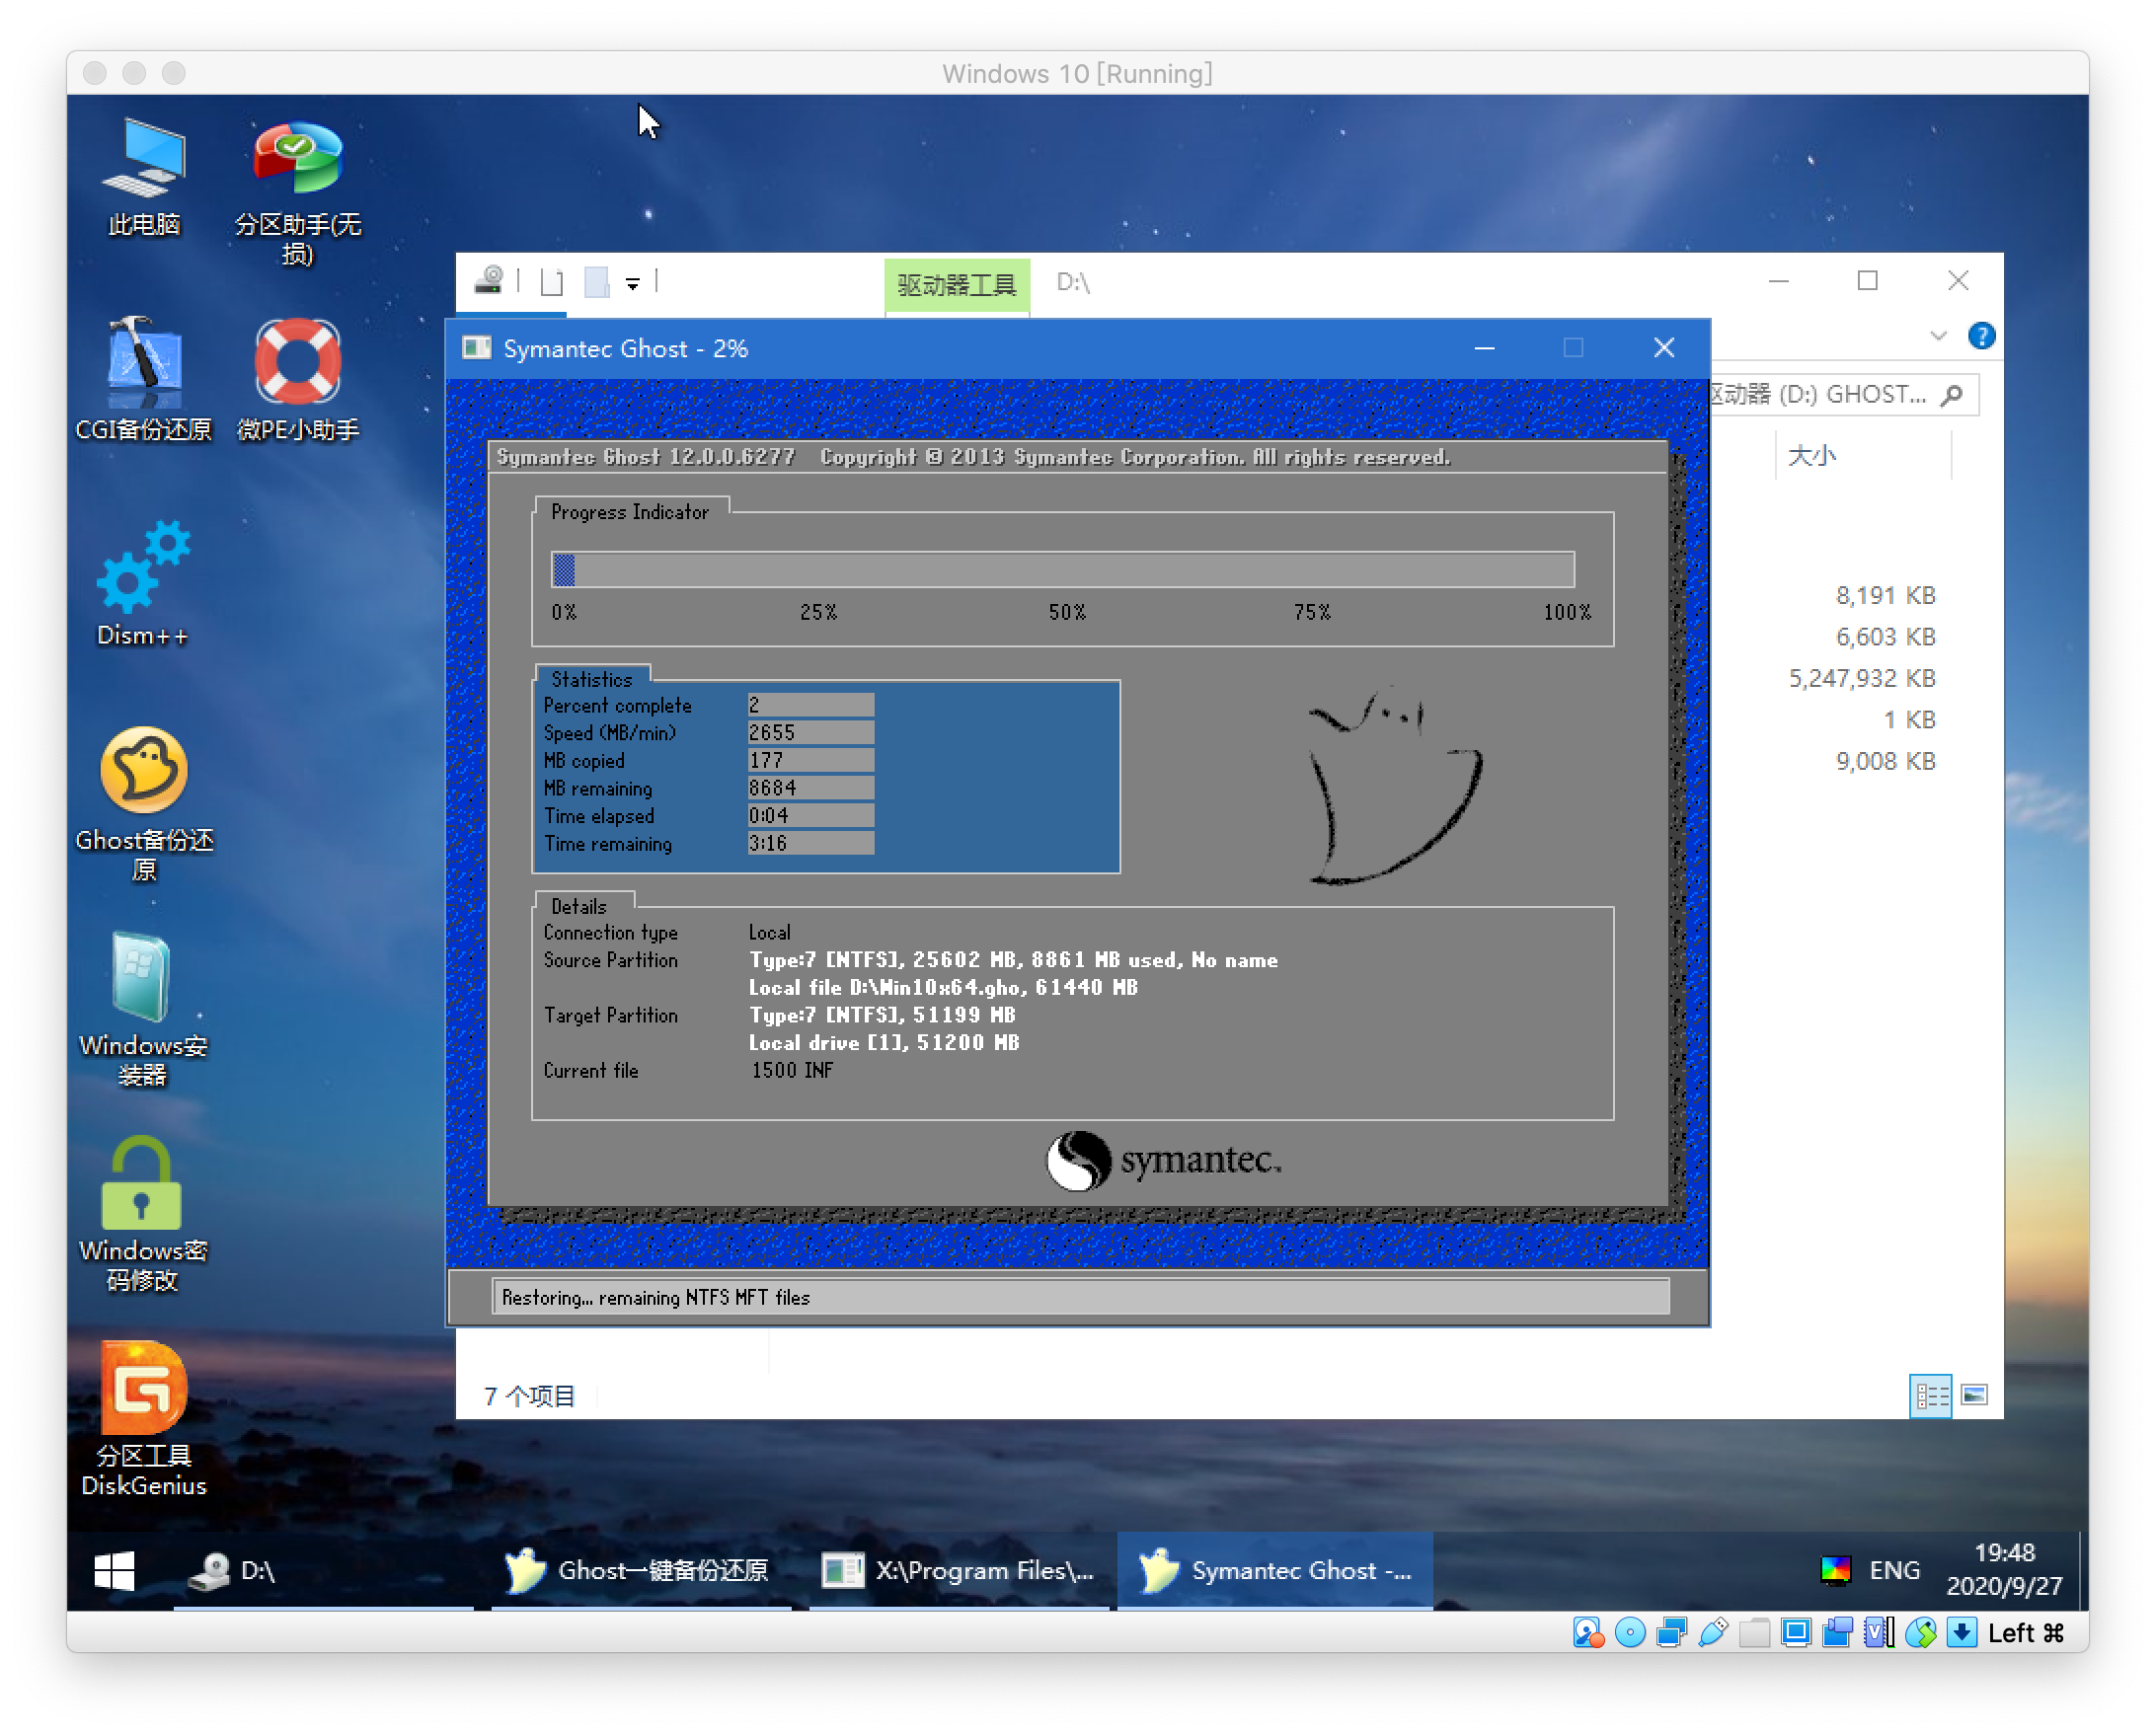 Windows 10 [Running]
此电脑
分区助手(无
损)
CGI备份还原
微PE小助手
Dism++
Ghost备份还
原
Windows安
装器
Windows密
码修改
分区工具
DiskGenius
驱动器工具
D:\
区动器 (D:) GHOST...
大小
8,191 KB
6,603 KB
5,247,932 KB
1 KB
9,008 KB
7 个项目
Symantec Ghost - 2%
Symantec Ghost 12.0.0.6277 Copyright © 2013 Symantec Corporation. All rights reserved.
Progress Indicator
0% 25% 50% 75% 100%
Statistics
Percent complete 2
Speed (MB/min) 2655
MB copied 177
MB remaining 8684
Time elapsed 0:04
Time remaining 3:16
Details
Connection type Local
Source Partition Type:7 [NTFS], 25602 MB, 8861 MB used, No name
Local file D:\Win10x64.gho, 61440 MB
Target Partition Type:7 [NTFS], 51199 MB
Local drive [1], 51200 MB
Current file 1500 INF
symantec.
Restoring... remaining NTFS MFT files
D:\
Ghost一键备份还原
X:\Program Files\...
Symantec Ghost -...
ENG
19:48
2020/9/27
Left ⌘